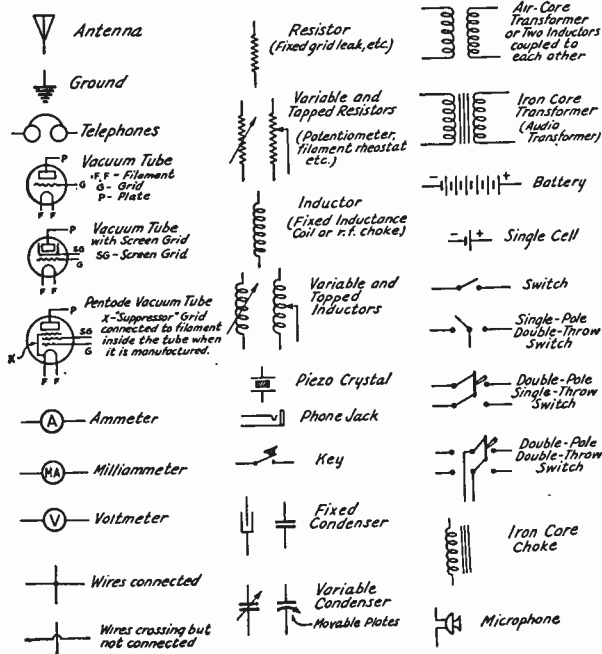 Antenna
Ground
Telephones
P
Vacuum Tube
F, F - Filament
G - Grid
P - Plate
G
F F
P
Vacuum Tube
with Screen Grid
SG - Screen Grid
SG
G
F F
Pentode Vacuum Tube
X-"Suppressor" Grid
connected to filament
inside the tube when
it is manufactured.
P
SG
G
X
F F
A
Ammeter
MA
Milliammeter
V
Voltmeter
Wires connected
Wires crossing but
not connected
Resistor
(Fixed grid leak, etc.)
Variable and
Tapped Resistors
(Potentiometer,
filament rheostat
etc.)
Inductor
(Fixed Inductance
Coil or r.f. choke)
Variable and
Tapped
Inductors
Piezo Crystal
Phone Jack
Key
Fixed
Condenser
Variable
Condenser
Movable Plates
Air-Core
Transformer
or Two Inductors
coupled to
each other
Iron Core
Transformer
(Audio
Transformer)
- +
Battery
- +
Single Cell
Switch
Single-Pole
Double-Throw
Switch
Double-Pole
Single-Throw
Switch
Double-Pole
Double-Throw
Switch
Iron Core
Choke
Microphone